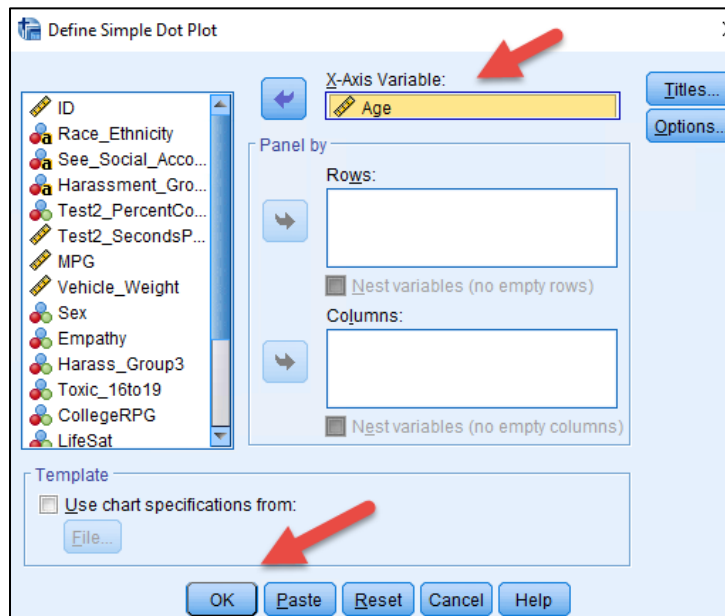 Define Simple Dot Plot
X-Axis Variable:
Age
Titles...
Options...
ID
Race_Ethnicity
See_Social_Acco...
Harassment_Gro...
Test2_PercentCo...
Test2_SecondsP...
MPG
Vehicle_Weight
Sex
Empathy
Harass_Group3
Toxic_16to19
CollegeRPG
LifeSat
Panel by
Rows:
Nest variables (no empty rows)
Columns:
Nest variables (no empty columns)
Template
Use chart specifications from:
File...
OK
Paste
Reset
Cancel
Help